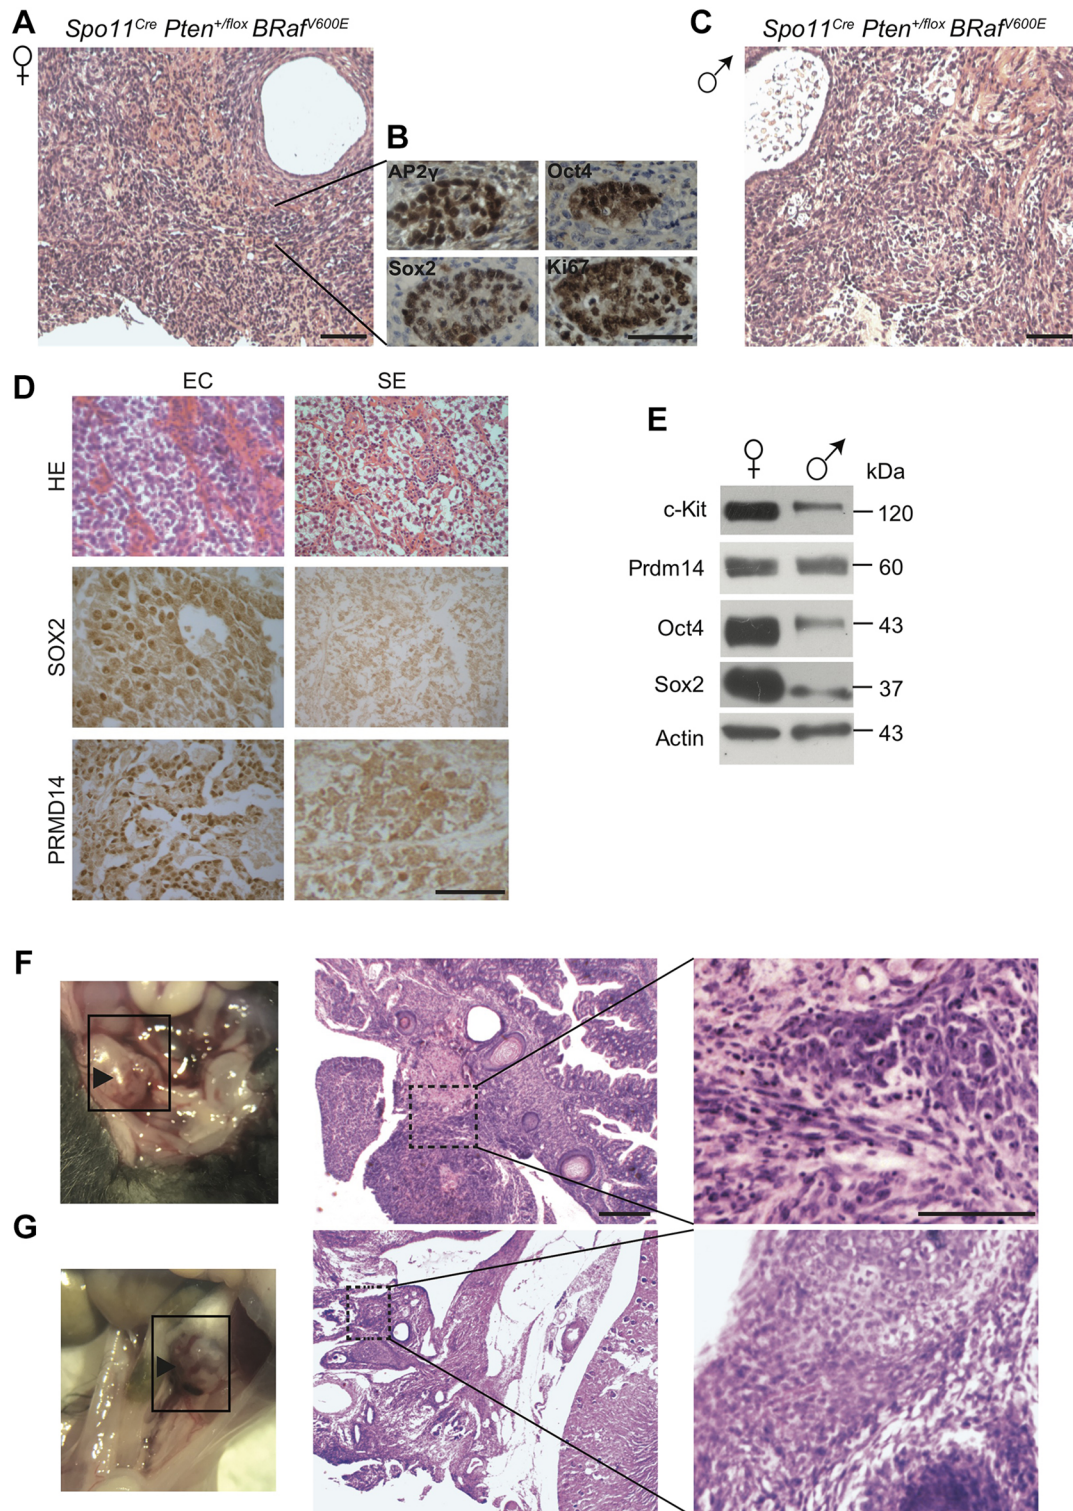 A
Spo11Cre Pten+/flox BRafV600E
♀
B
AP2γ
Oct4
Sox2
Ki67
C
Spo11Cre Pten+/flox BRafV600E
♂
D
EC SE
HE
SOX2
PRMD14
E
♀ ♂ kDa
c-Kit 120
Prdm14 60
Oct4 43
Sox2 37
Actin 43
F
G